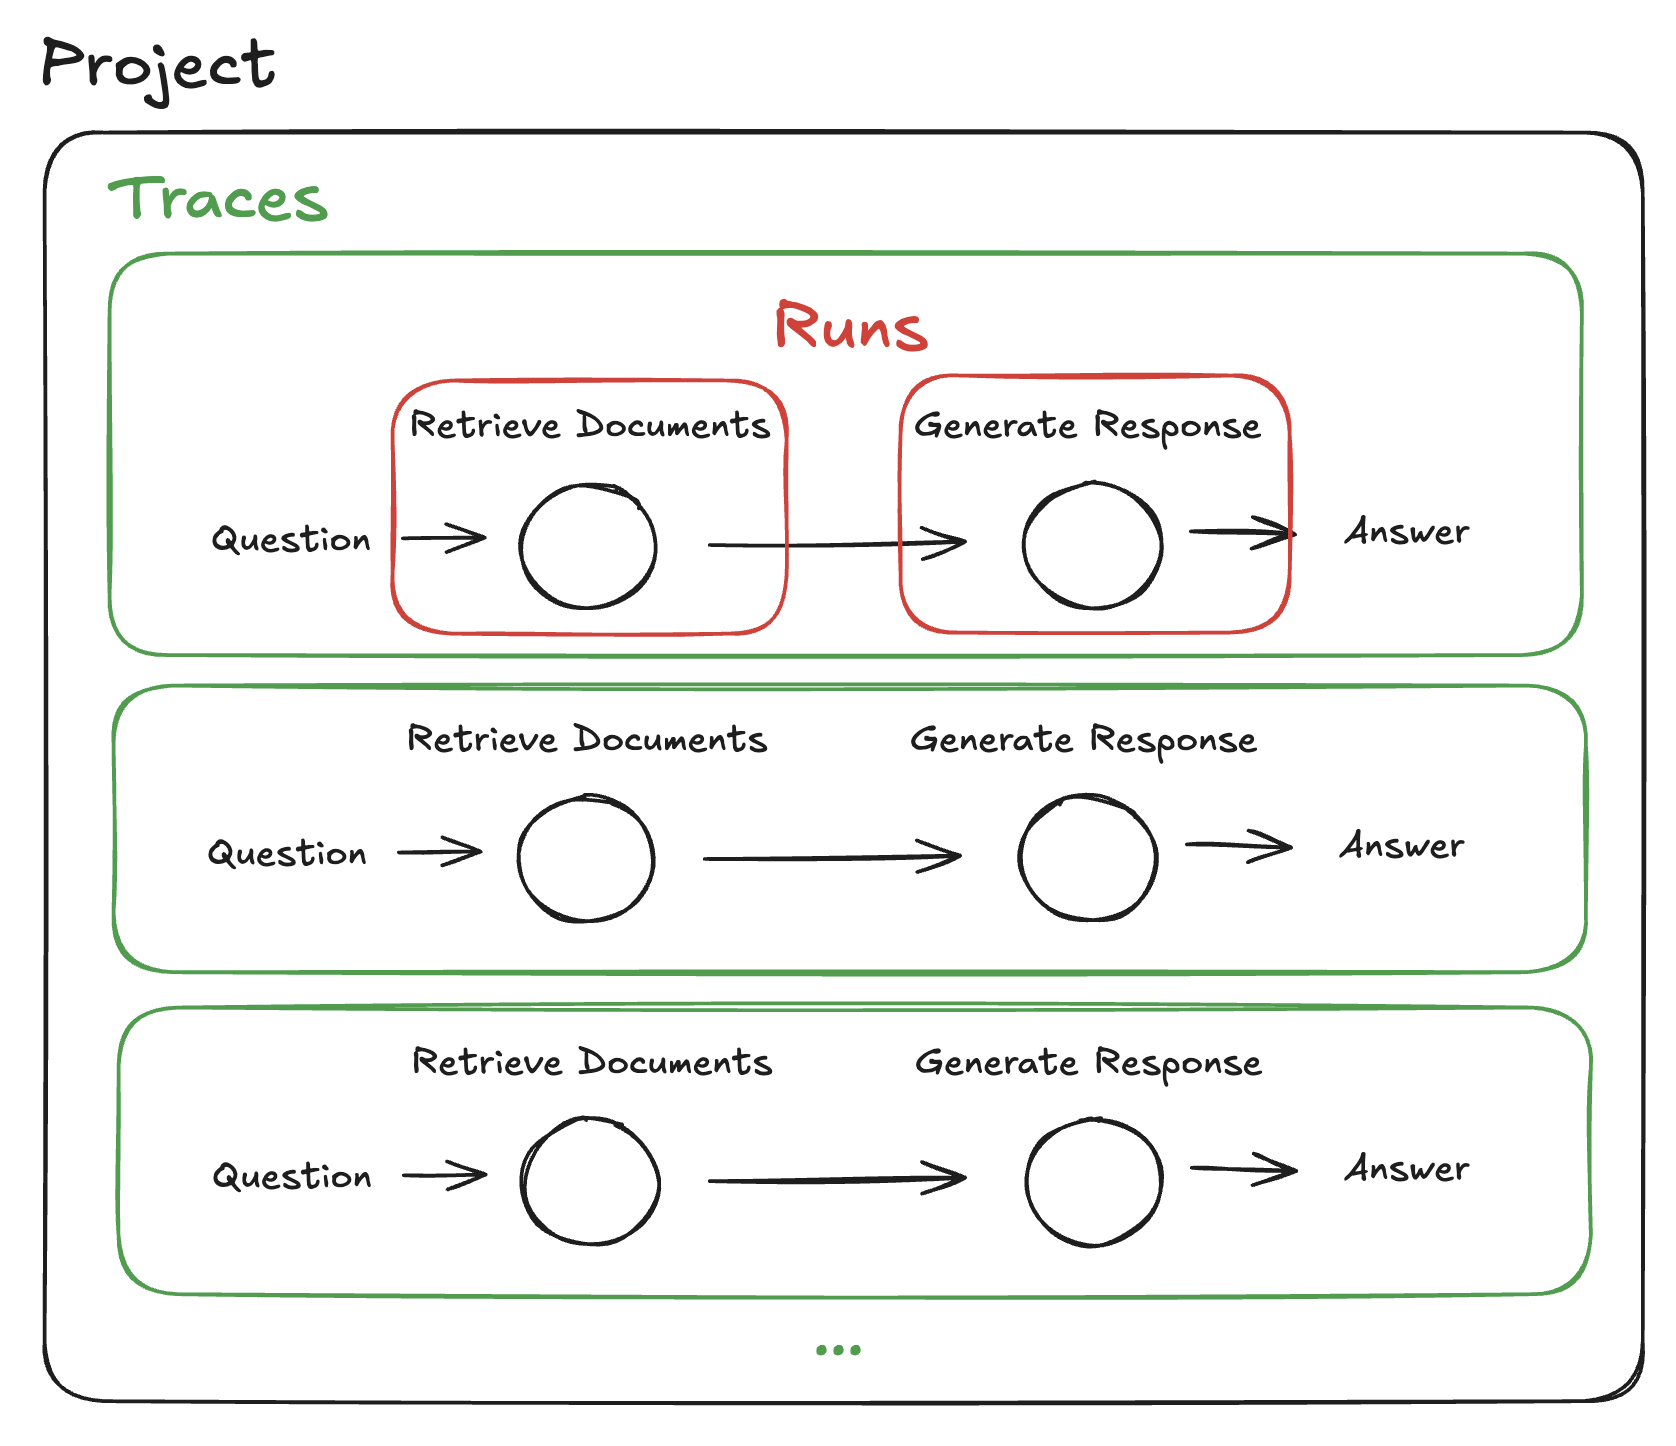 Project
Traces
Runs
Retrieve Documents
Generate Response
Question
Answer
Retrieve Documents
Generate Response
Question
Answer
Retrieve Documents
Generate Response
Question
Answer
...